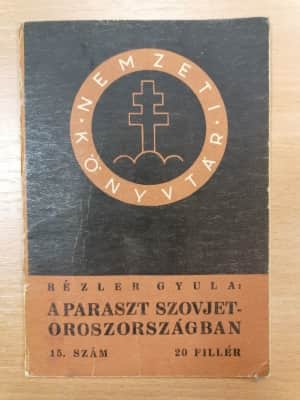 NEMZETI
KÖNYVTÁR
RÉZLER GYULA:
A PARASZT SZOVJET-
OROSZORSZÁGBAN
15. SZÁM 20 FILLÉR